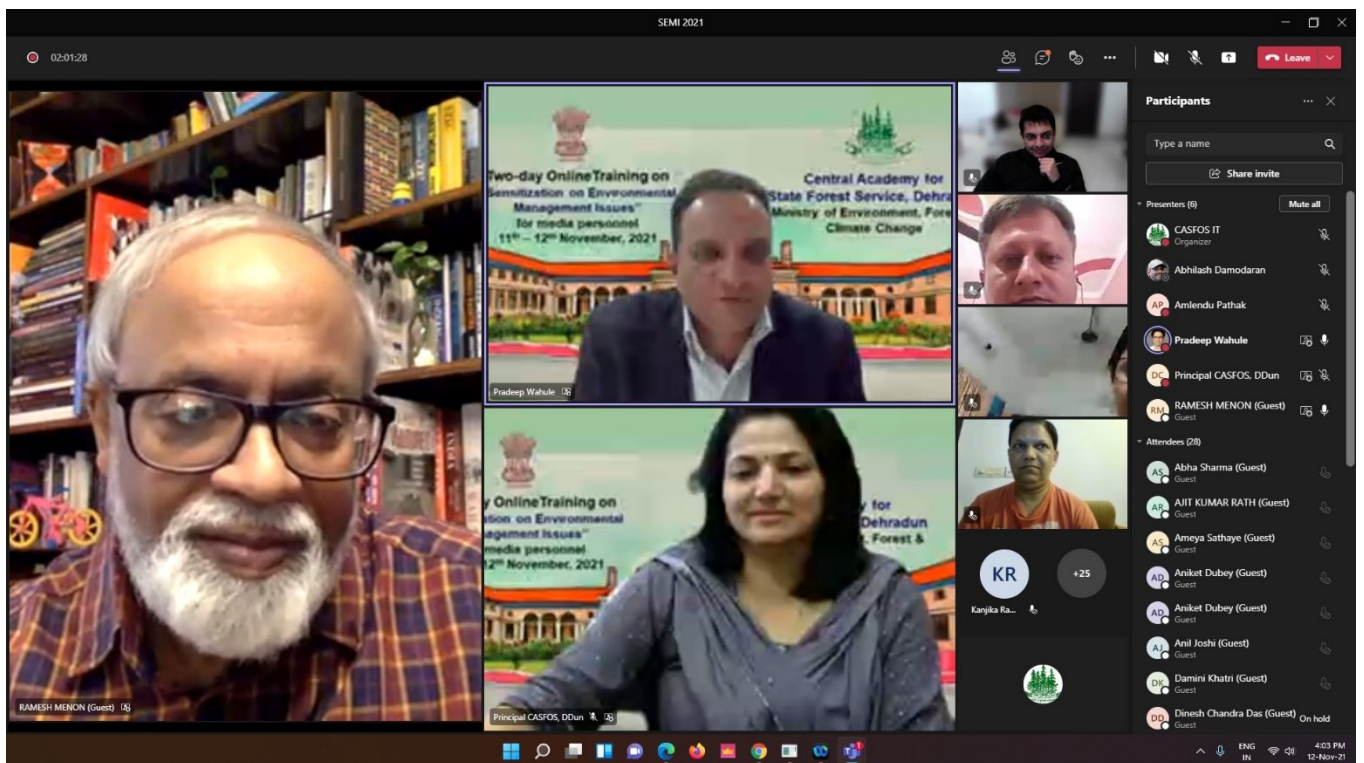 SEMI 2021
02:01:28
Leave
RAMESH MENON (Guest)
Two-day Online Training on
Sensitization on Environmental
Management Issues"
for media personnel
11th – 12th November, 2021
Central Academy for
State Forest Service, Dehra
Ministry of Environment, Fore
Climate Change
Pradeep Wahule
y Online Training on
ation on Environmental
agement Issues"
media personnel
12th November, 2021
y for
Dehradun
, Forest &
Principal CASFOS, DDun
KR
+25
Kanjika Ra...
Participants
Type a name
Share invite
Presenters (6)
Mute all
CASFOS IT
Organizer
Abhilash Damodaran
AP
Amlendu Pathak
Pradeep Wahule
DC
Principal CASFOS, DDun
RM
RAMESH MENON (Guest)
Guest
Attendees (28)
AS
Abha Sharma (Guest)
Guest
AR
AJIT KUMAR RATH (Guest)
Guest
AS
Ameya Sathaye (Guest)
Guest
AD
Aniket Dubey (Guest)
Guest
AD
Aniket Dubey (Guest)
Guest
AJ
Anil Joshi (Guest)
Guest
DK
Damini Khatri (Guest)
Guest
DD
Dinesh Chandra Das (Guest)
Guest
On hold
ENG
IN
4:03 PM
12-Nov-21